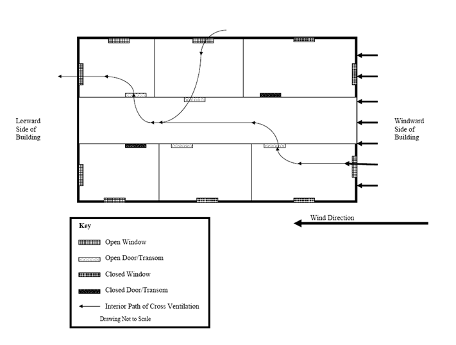 Leeward
Side of
Building
Windward
Side of
Building
Wind Direction
Key
Open Window
Open Door/Transom
Closed Window
Closed Door/Transom
Interior Path of Cross Ventilation
Drawing Not to Scale